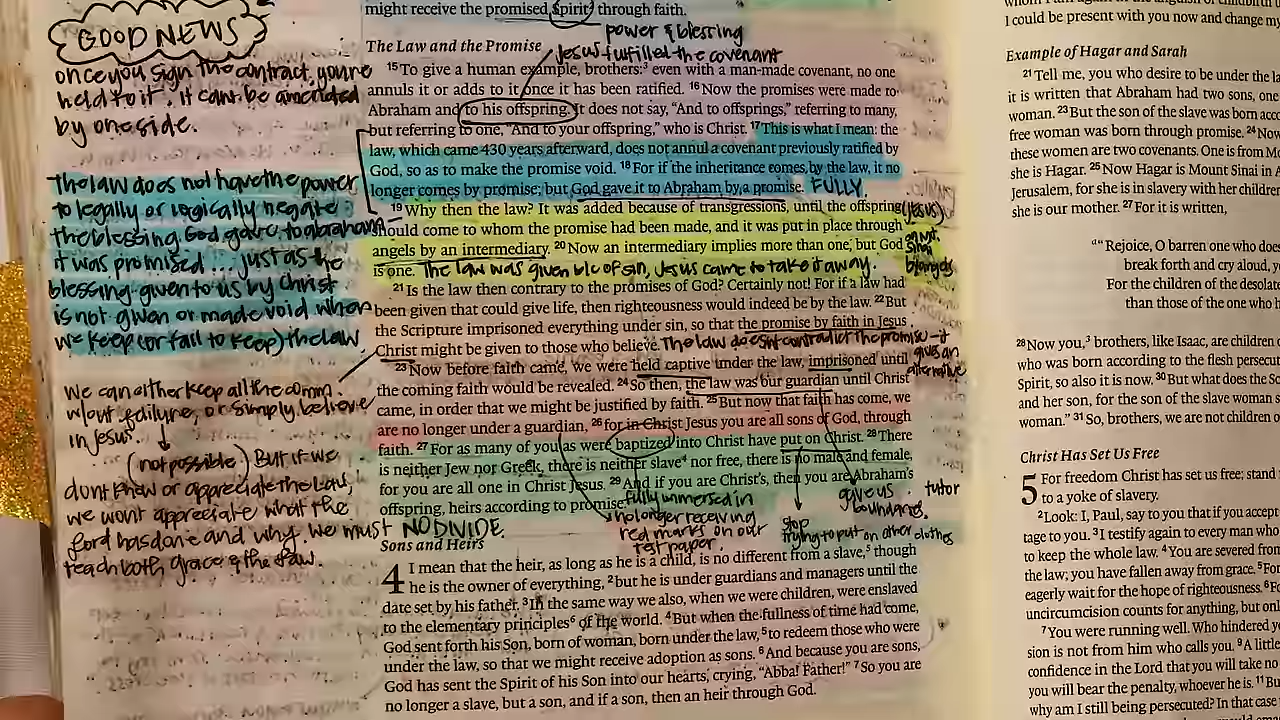 GOOD NEWS
once you sign the contract, you're
held to it. it cant be amended
by one side.
The law does not have the power
to legally or logically negate
the blessing God gave to abraham
it was promised ... just as the
blessing given to us by Christ
is not given or made void when
we keep (or fail to keep) the law
We can either keep all the comm.
w/out failure, or simply believe
in Jesus.
(not possible) But if we
dont know or appreciate the Law,
we wont appreciate what the
Lord has done and why. We must
teach both grace & the law.
might receive the promised Spirit through faith.
power & blessing
The Law and the Promise
Jesus fulfilled the covenant
15 To give a human example, brothers:3 even with a man-made covenant, no one
annuls it or adds to it once it has been ratified. 16 Now the promises were made to
Abraham and to his offspring. It does not say, “And to offsprings,” referring to many,
but referring to one, “And to your offspring,” who is Christ. 17 This is what I mean: the
law, which came 430 years afterward, does not annul a covenant previously ratified by
God, so as to make the promise void. 18 For if the inheritance comes by the law, it no
longer comes by promise; but God gave it to Abraham by a promise. FULLY.
19 Why then the law? It was added because of transgressions, until the offspring (Jesus)
should come to whom the promise had been made, and it was put in place through
angels by an intermediary. 20 Now an intermediary implies more than one, but God
is one. The law was given b/c of sin, Jesus came to take it away.
21 Is the law then contrary to the promises of God? Certainly not! For if a law had
been given that could give life, then righteousness would indeed be by the law. 22 But
the Scripture imprisoned everything under sin, so that the promise by faith in Jesus
Christ might be given to those who believe. The law doesnt contradict the promise - it
gives an
alternative
23 Now before faith came, we were held captive under the law, imprisoned until
the coming faith would be revealed. 24 So then, the law was our guardian until Christ
came, in order that we might be justified by faith. 25 But now that faith has come, we
are no longer under a guardian, 26 for in Christ Jesus you are all sons of God, through
faith. 27 For as many of you as were baptized into Christ have put on Christ. 28 There
is neither Jew nor Greek, there is neither slave4 nor free, there is no male and female,
for you are all one in Christ Jesus. 29 And if you are Christ’s, then you are Abraham’s
offspring, heirs according to promise.
fully immersed in
no longer receiving
red marks on our
test paper.
stop
trying to put on other clothes
gave us
boundaries.
tutor
NO DIVIDE.
Sons and Heirs
4 I mean that the heir, as long as he is a child, is no different from a slave,5 though
he is the owner of everything, 2 but he is under guardians and managers until the
date set by his father. 3 In the same way we also, when we were children, were enslaved
to the elementary principles6 of the world. 4 But when the fullness of time had come,
God sent forth his Son, born of woman, born under the law, 5 to redeem those who were
under the law, so that we might receive adoption as sons. 6 And because you are sons,
God has sent the Spirit of his Son into our hearts, crying, “Abba! Father!” 7 So you are
no longer a slave, but a son, and if a son, then an heir through God.
I could be present with you now and change my
Example of Hagar and Sarah
21 Tell me, you who desire to be under the la
it is written that Abraham had two sons, one
woman. 23 But the son of the slave was born acco
free woman was born through promise. 24 Now
these women are two covenants. One is from Mo
she is Hagar. 25 Now Hagar is Mount Sinai in A
Jerusalem, for she is in slavery with her children
she is our mother. 27 For it is written,
“Rejoice, O barren one who doe
break forth and cry aloud, y
For the children of the desolate
than those of the one who h
28 Now you,3 brothers, like Isaac, are children o
who was born according to the flesh persecut
Spirit, so also it is now. 30 But what does the Sc
and her son, for the son of the slave woman s
woman.” 31 So, brothers, we are not children o
Christ Has Set Us Free
5 For freedom Christ has set us free; stand
to a yoke of slavery.
2 Look: I, Paul, say to you that if you accept
tage to you. 3 I testify again to every man who
to keep the whole law. 4 You are severed from
the law; you have fallen away from grace. 5 For
eagerly wait for the hope of righteousness. 6 Fo
uncircumcision counts for anything, but only
7 You were running well. Who hindered y
sion is not from him who calls you. 9 A little
confidence in the Lord that you will take no
you will bear the penalty, whoever he is. 11 Bu
why am I still being persecuted? In that case